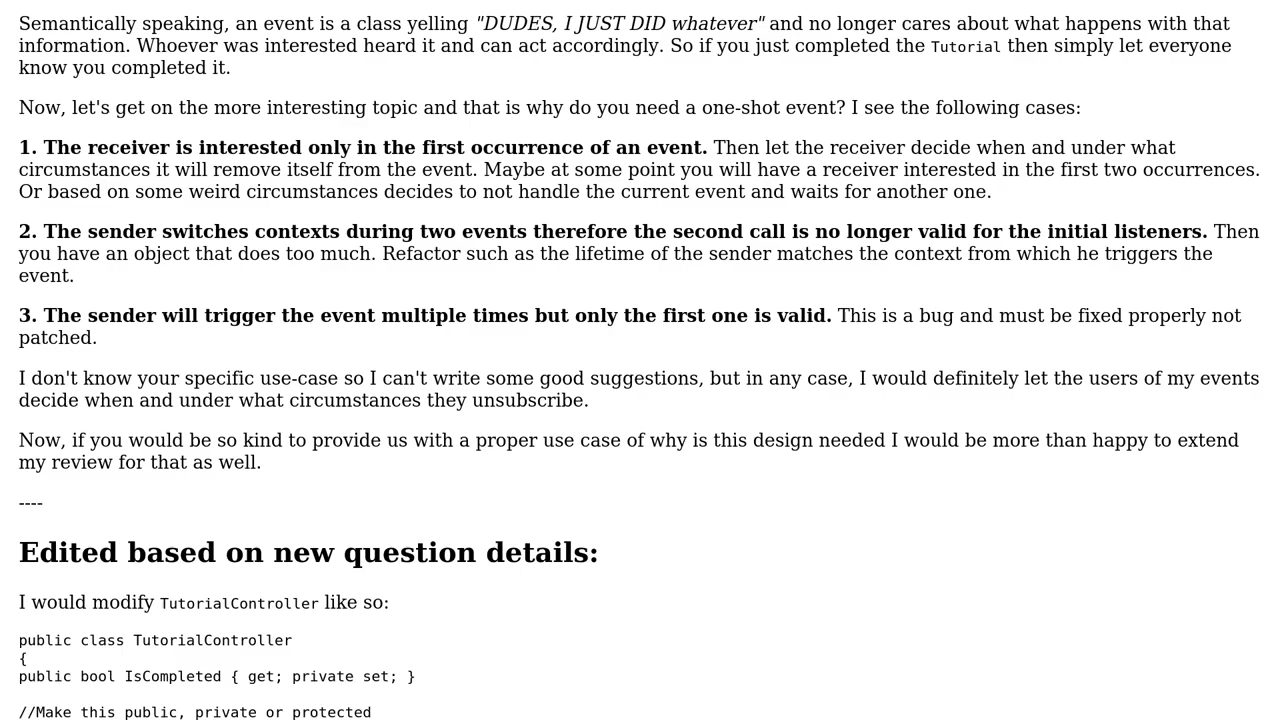 Semantically speaking, an event is a class yelling "DUDES, I JUST DID whatever" and no longer cares about what happens with that
information. Whoever was interested heard it and can act accordingly. So if you just completed the Tutorial then simply let everyone
know you completed it.
Now, let's get on the more interesting topic and that is why do you need a one-shot event? I see the following cases:
1. The receiver is interested only in the first occurrence of an event. Then let the receiver decide when and under what
circumstances it will remove itself from the event. Maybe at some point you will have a receiver interested in the first two occurrences.
Or based on some weird circumstances decides to not handle the current event and waits for another one.
2. The sender switches contexts during two events therefore the second call is no longer valid for the initial listeners. Then
you have an object that does too much. Refactor such as the lifetime of the sender matches the context from which he triggers the
event.
3. The sender will trigger the event multiple times but only the first one is valid. This is a bug and must be fixed properly not
patched.
I don't know your specific use-case so I can't write some good suggestions, but in any case, I would definitely let the users of my events
decide when and under what circumstances they unsubscribe.
Now, if you would be so kind to provide us with a proper use case of why is this design needed I would be more than happy to extend
my review for that as well.
----
Edited based on new question details:
I would modify TutorialController like so:
public class TutorialController
{
public bool IsCompleted { get; private set; }
//Make this public, private or protected